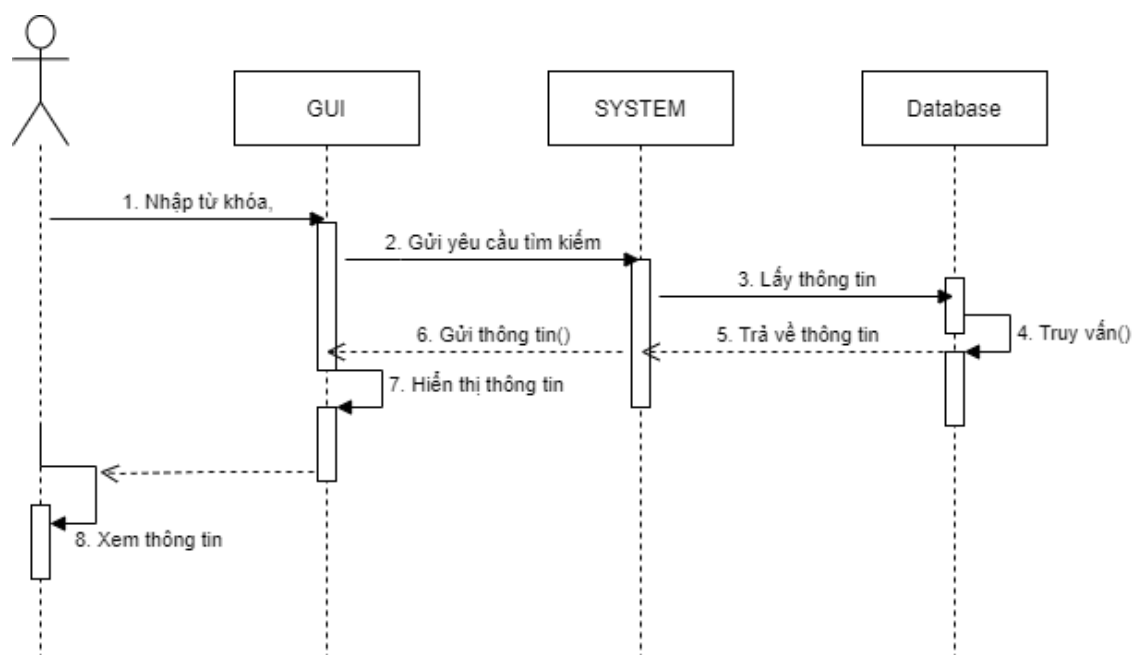 GUI
SYSTEM
Database
1. Nhập từ khóa,
2. Gửi yêu cầu tìm kiếm
3. Lấy thông tin
4. Truy vấn()
5. Trả về thông tin
6. Gửi thông tin()
7. Hiển thị thông tin
8. Xem thông tin